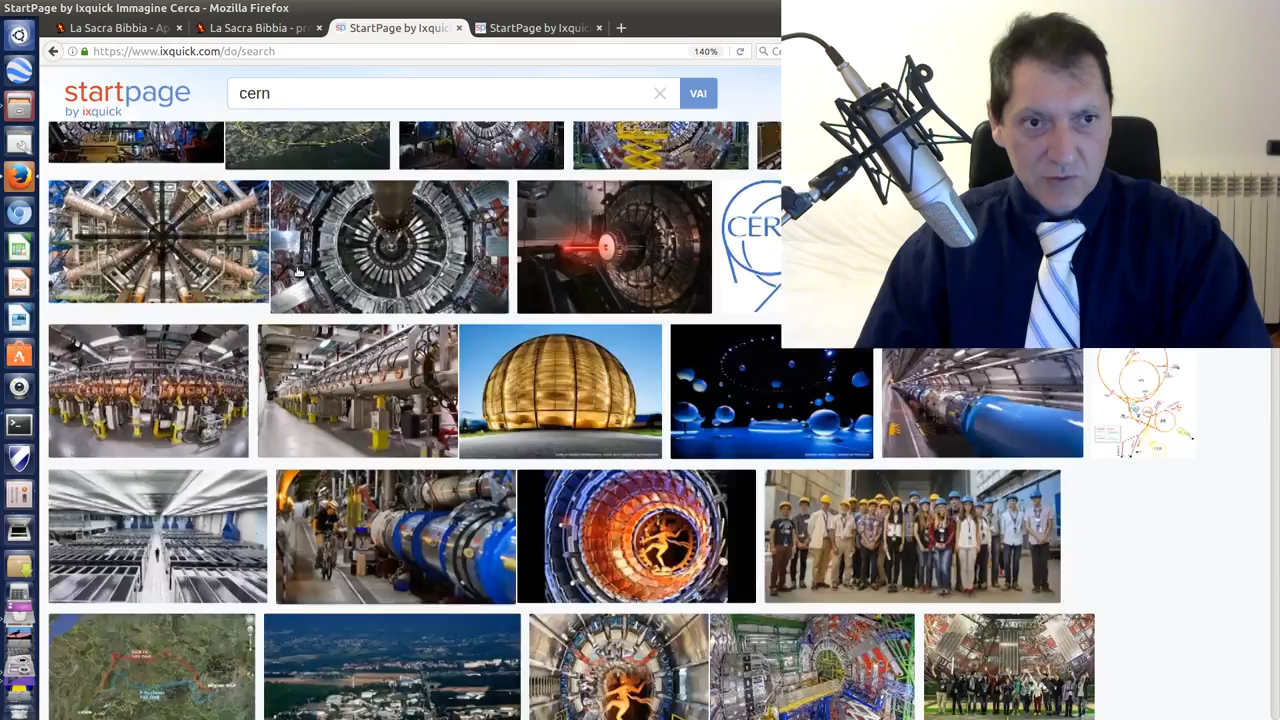 StartPage by Ixquick Immagine Cerca - Mozilla Firefox
La Sacra Bibbia - Ap
La Sacra Bibbia - pr
StartPage by Ixquic
StartPage by Ixquic
https://www.ixquick.com/do/search
140%
startpage
by ixquick
cern
VAI
CER